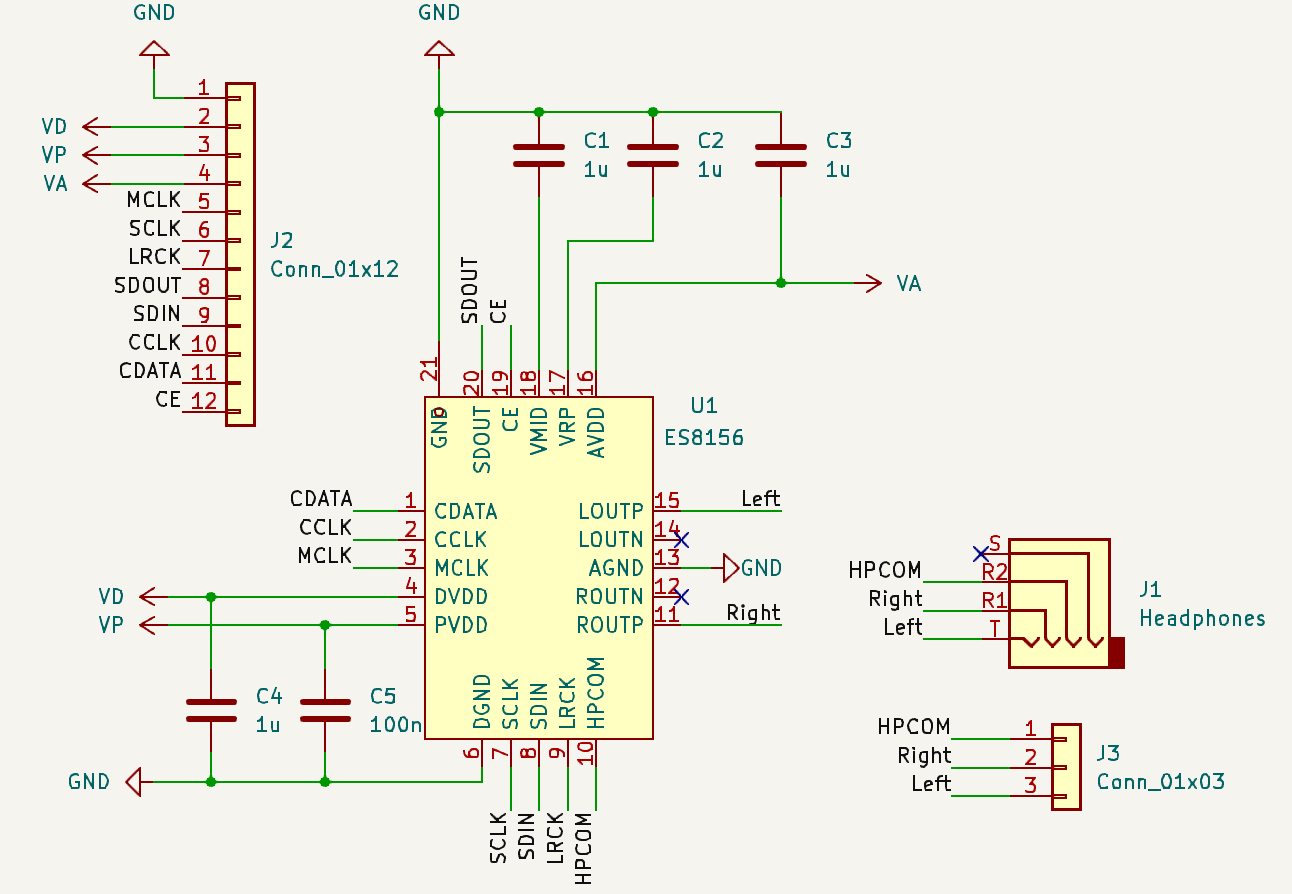 GND
GND
1
2
3
4
5
6
7
8
9
10
11
12
VD
VP
VA
MCLK
SCLK
LRCK
SDOUT
SDIN
CCLK
CDATA
CE
J2
Conn_01x12
C1
1u
C2
1u
C3
1u
VA
SDOUT
CE
21
20
19
18
17
16
U1
ES8156
GND
SDOUT
CE
VMID
VRP
AVDD
CDATA
CCLK
MCLK
1
2
3
4
5
CDATA
CCLK
MCLK
DVDD
PVDD
VD
VP
LOUTP
LOUTN
AGND
ROUTN
ROUTP
15
14
13
12
11
Left
GND
Right
C4
1u
C5
100n
GND
DGND
SCLK
SDIN
LRCK
HPCOM
6
7
8
9
10
SCLK
SDIN
LRCK
HPCOM
HPCOM
Right
Left
S
R2
R1
T
J1
Headphones
HPCOM
Right
Left
1
2
3
J3
Conn_01x03